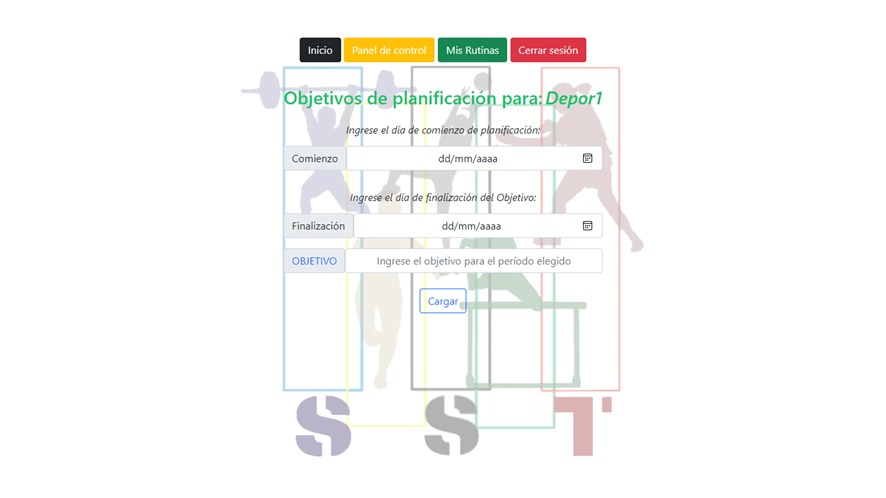 Inicio Panel de control Mis Rutinas Cerrar sesión
Objetivos de planificación para: Depor1
Ingrese el día de comienzo de planificación:
Comienzo dd/mm/aaaa
Ingrese el día de finalización del Objetivo:
Finalización dd/mm/aaaa
OBJETIVO Ingrese el objetivo para el período elegido
Cargar
S S T